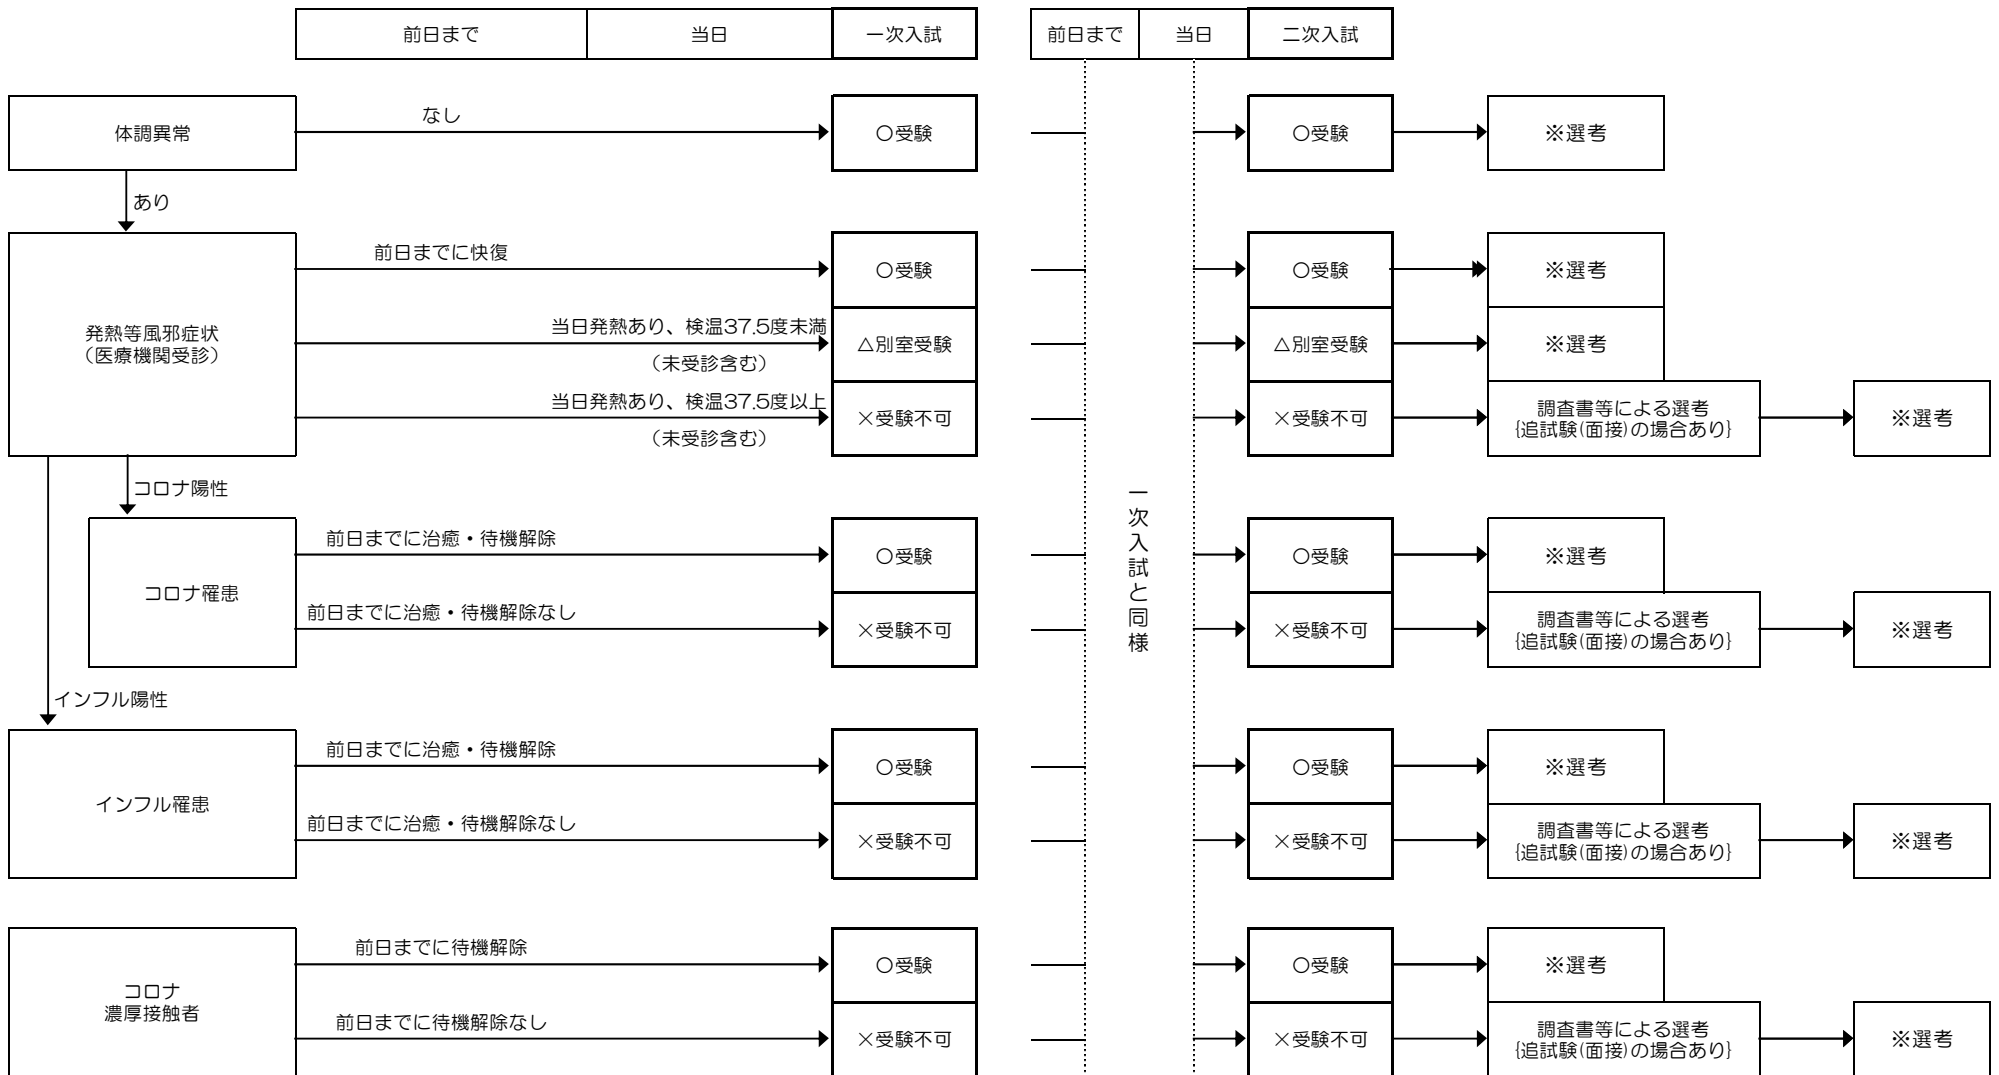 前日まで
当日
一次入試
前日まで
当日
二次入試
体調異常
なし
〇受験
〇受験
※選考
あり
発熱等風邪症状
（医療機関受診）
前日までに快復
〇受験
〇受験
※選考
当日発熱あり、検温37.5度未満
（未受診含む）
△別室受験
△別室受験
※選考
当日発熱あり、検温37.5度以上
（未受診含む）
×受験不可
×受験不可
調査書等による選考
{追試験(面接)の場合あり}
※選考
一次入試と同様
コロナ陽性
コロナ罹患
前日までに治癒・待機解除
〇受験
〇受験
※選考
前日までに治癒・待機解除なし
×受験不可
×受験不可
調査書等による選考
{追試験(面接)の場合あり}
※選考
インフル陽性
インフル罹患
前日までに治癒・待機解除
〇受験
〇受験
※選考
前日までに治癒・待機解除なし
×受験不可
×受験不可
調査書等による選考
{追試験(面接)の場合あり}
※選考
コロナ
濃厚接触者
前日までに待機解除
〇受験
〇受験
※選考
前日までに待機解除なし
×受験不可
×受験不可
調査書等による選考
{追試験(面接)の場合あり}
※選考